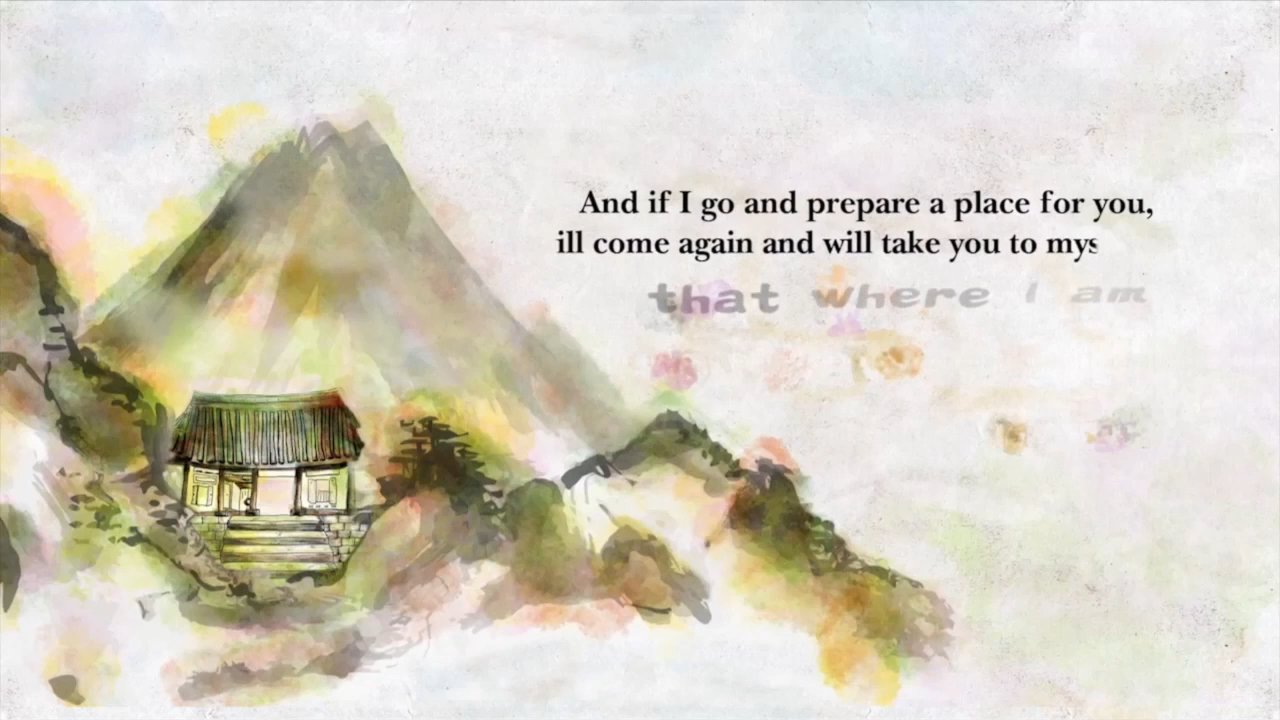 And if I go and prepare a place for you,
ill come again and will take you to mys
that where I am